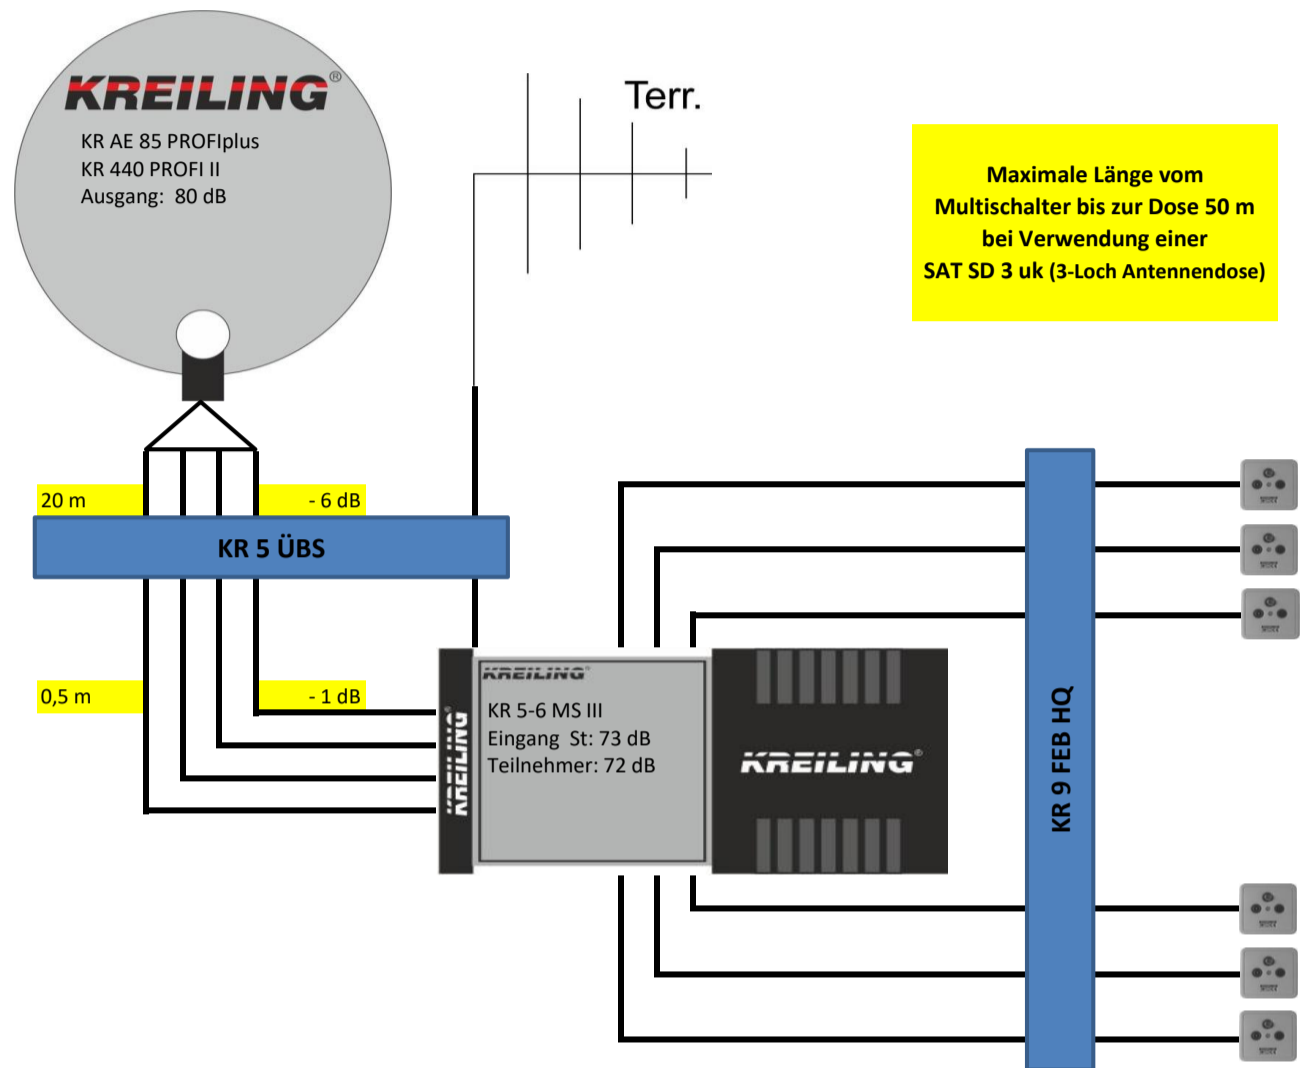 KREILING®
KR AE 85 PROFIplus
KR 440 PROFI II
Ausgang: 80 dB
Terr.
Maximale Länge vom
Multischalter bis zur Dose 50 m
bei Verwendung einer
SAT SD 3 uk (3-Loch Antennendose)
20 m
- 6 dB
KR 5 ÜBS
0,5 m
- 1 dB
KREILING®
KREILING®
KR 5-6 MS III
Eingang St: 73 dB
Teilnehmer: 72 dB
KREILING®
KR 9 FEB HQ